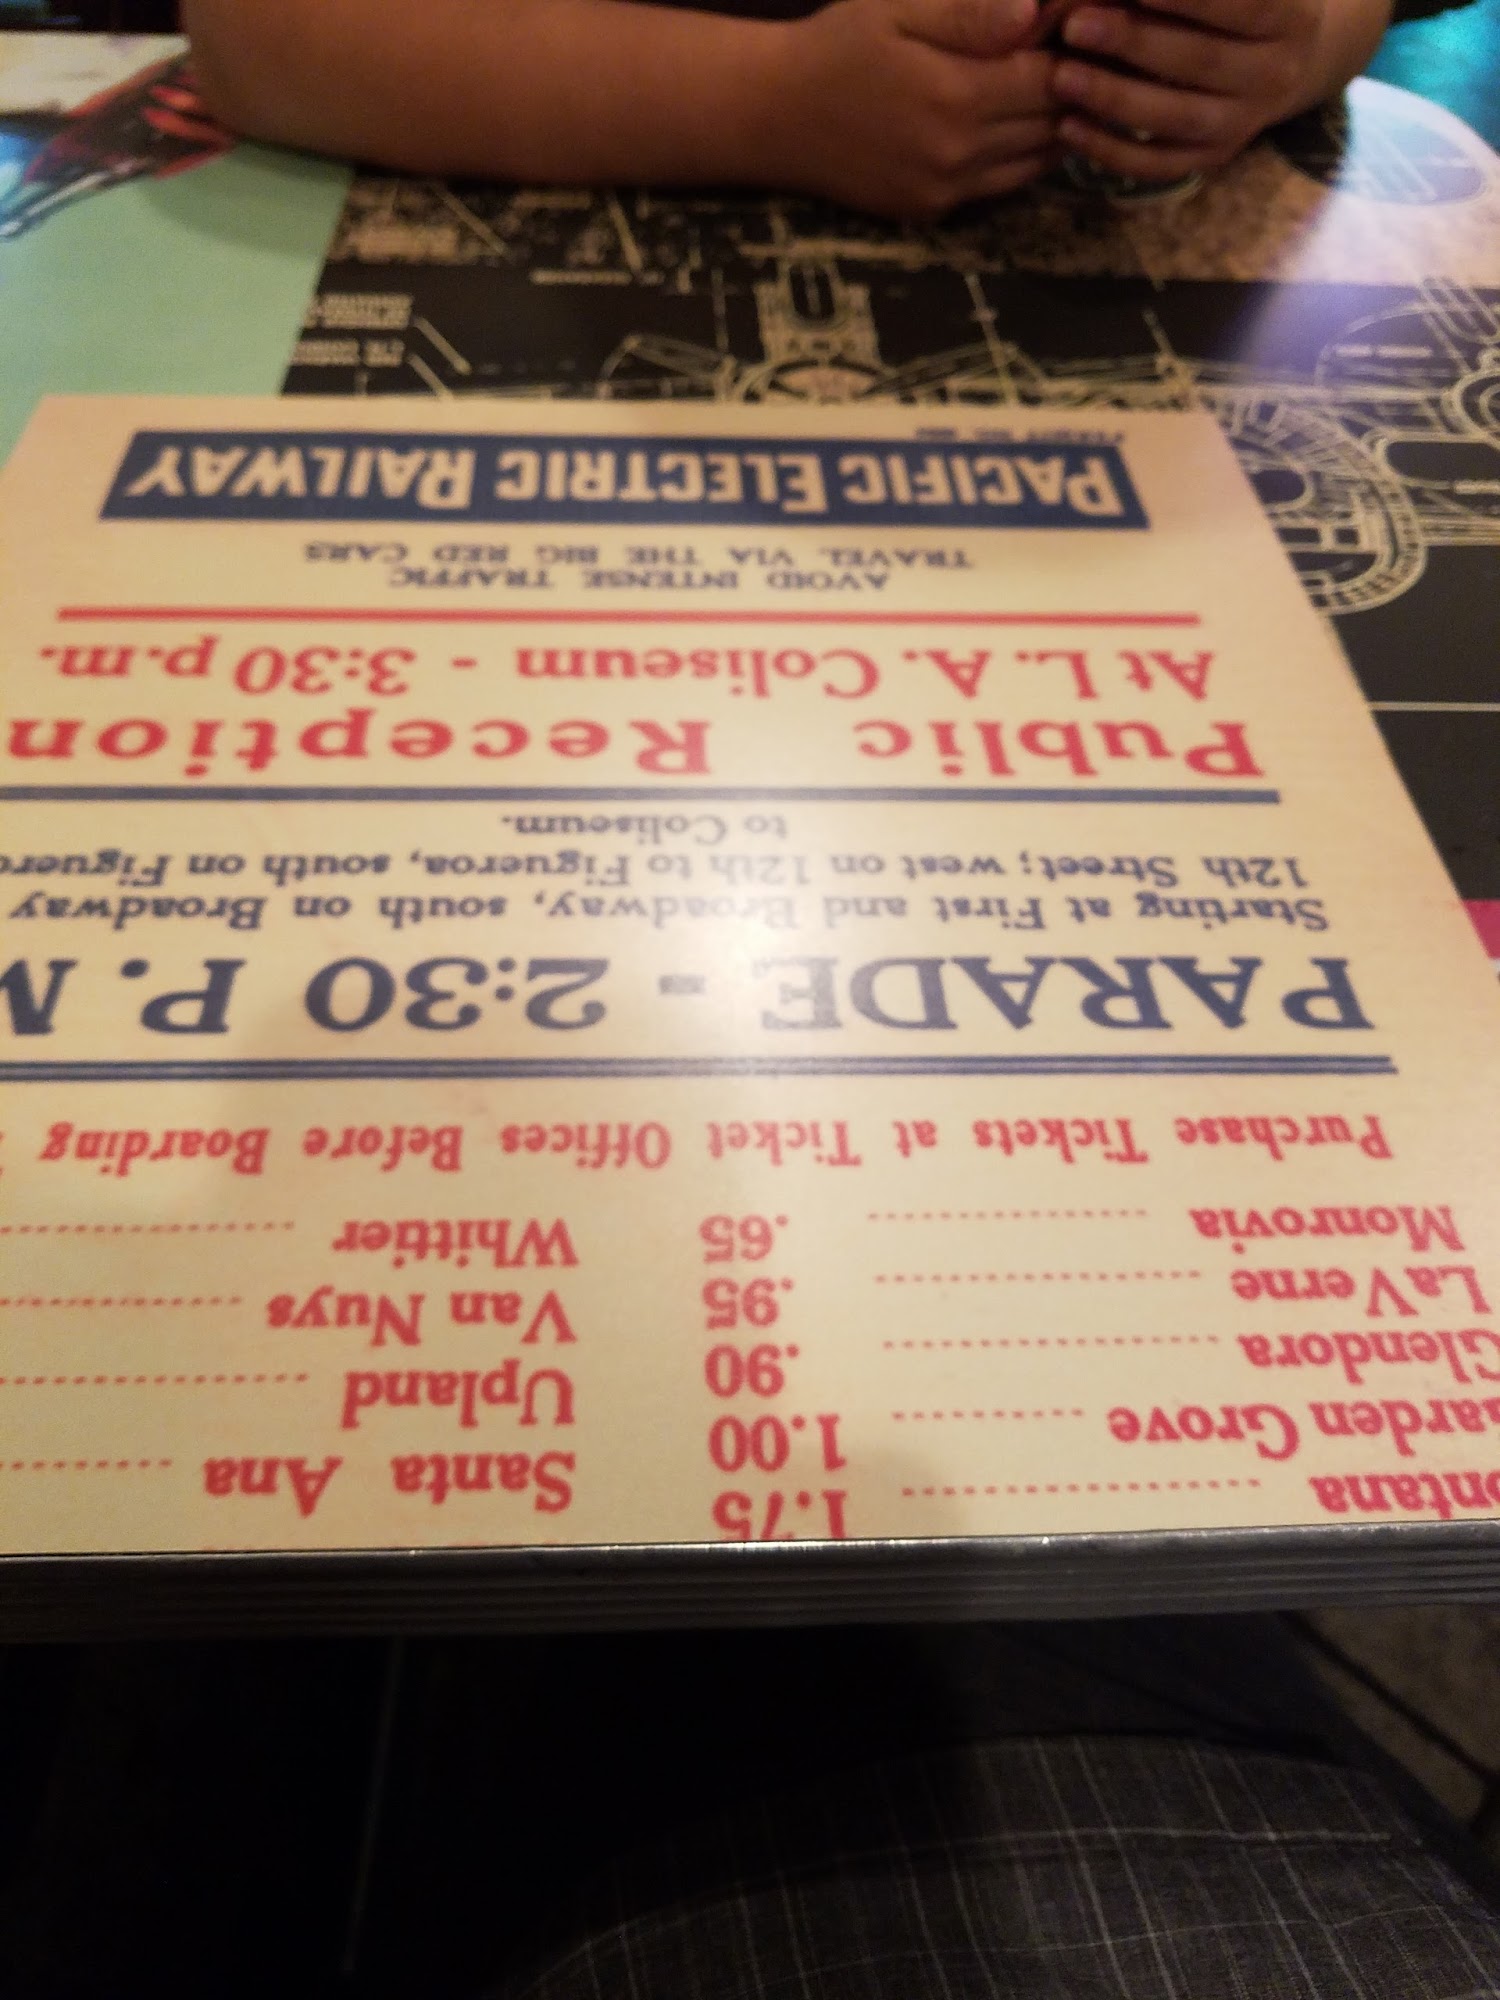 ontana .......... 1.75
arden Grove .......... 1.00
Glendora .......... .90
LaVerne .......... .95
Monrovia .......... .65
Santa Ana ..........
Upland ..........
Van Nuys ..........
Whittier ..........
Purchase Tickets at Ticket Offices Before Boarding
PARADE - 2:30 P. M
Starting at First and Broadway, south on Broadway
12th Street; west on 12th to Figueroa, south on Figuero
to Coliseum.
Public Reception
At L. A. Coliseum - 3:30 p.m.
AVOID INTENSE TRAFFIC
TRAVEL VIA THE BIG RED CARS
PACIFIC ELECTRIC RAILWAY